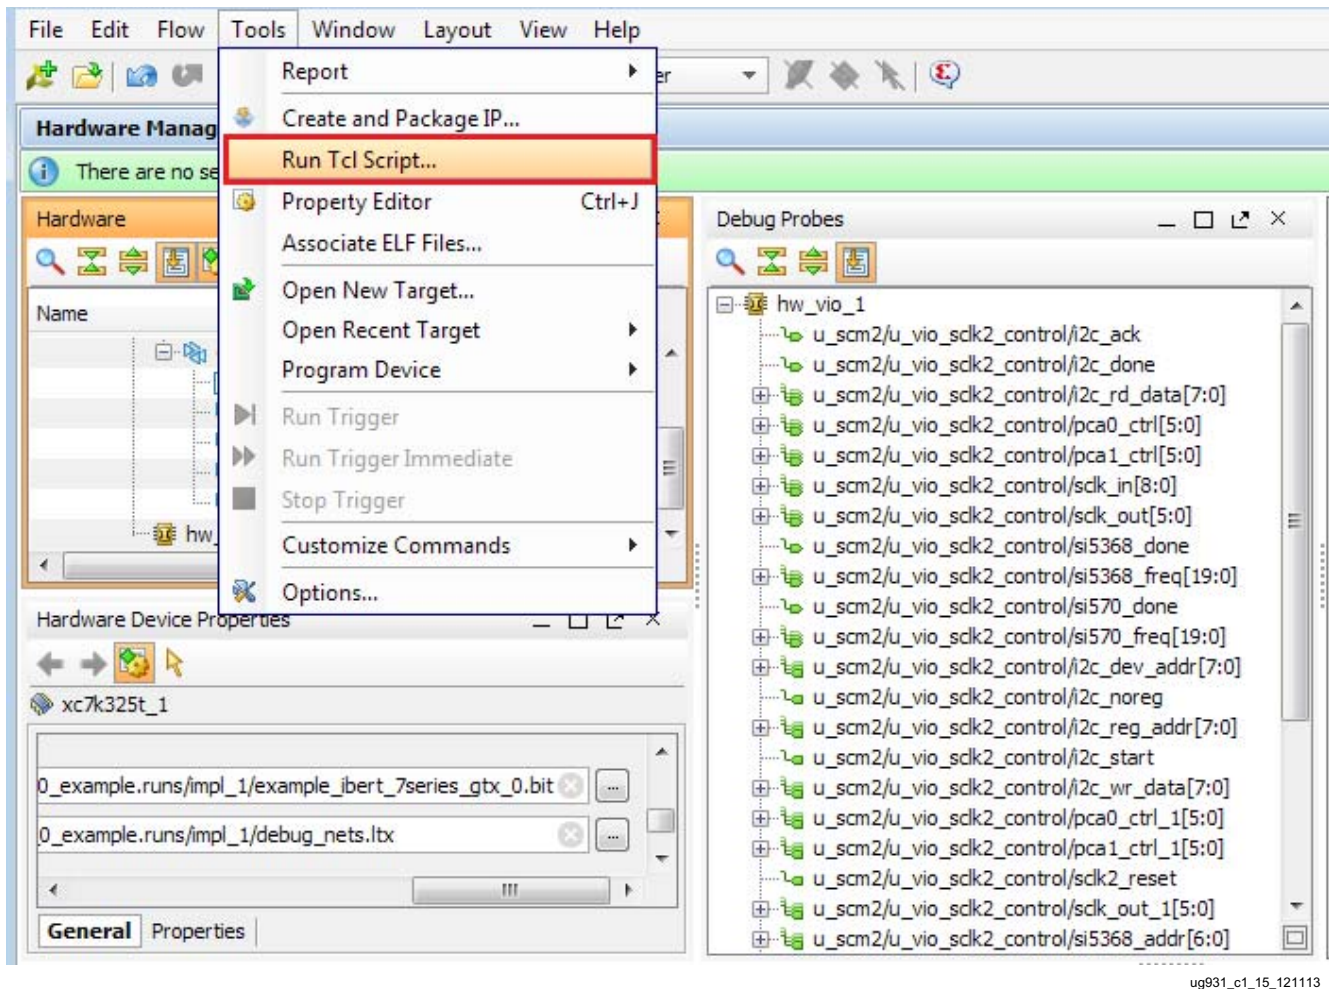 File Edit Flow Tools Window Layout View Help
er
Hardware Manag
There are no se
Hardware
Name
hw_
Report
Create and Package IP...
Run Tcl Script...
Property Editor Ctrl+J
Associate ELF Files...
Open New Target...
Open Recent Target
Program Device
Run Trigger
Run Trigger Immediate
Stop Trigger
Customize Commands
Options...
Hardware Device Properties
xc7k325t_1
0_example.runs/impl_1/example_ibert_7series_gtx_0.bit
0_example.runs/impl_1/debug_nets.ltx
General Properties
Debug Probes
hw_vio_1
u_scm2/u_vio_sclk2_control/i2c_ack
u_scm2/u_vio_sclk2_control/i2c_done
u_scm2/u_vio_sclk2_control/i2c_rd_data[7:0]
u_scm2/u_vio_sclk2_control/pca0_ctrl[5:0]
u_scm2/u_vio_sclk2_control/pca1_ctrl[5:0]
u_scm2/u_vio_sclk2_control/sclk_in[8:0]
u_scm2/u_vio_sclk2_control/sclk_out[5:0]
u_scm2/u_vio_sclk2_control/si5368_done
u_scm2/u_vio_sclk2_control/si5368_freq[19:0]
u_scm2/u_vio_sclk2_control/si570_done
u_scm2/u_vio_sclk2_control/si570_freq[19:0]
u_scm2/u_vio_sclk2_control/i2c_dev_addr[7:0]
u_scm2/u_vio_sclk2_control/i2c_noreg
u_scm2/u_vio_sclk2_control/i2c_reg_addr[7:0]
u_scm2/u_vio_sclk2_control/i2c_start
u_scm2/u_vio_sclk2_control/i2c_wr_data[7:0]
u_scm2/u_vio_sclk2_control/pca0_ctrl_1[5:0]
u_scm2/u_vio_sclk2_control/pca1_ctrl_1[5:0]
u_scm2/u_vio_sclk2_control/sclk2_reset
u_scm2/u_vio_sclk2_control/sclk_out_1[5:0]
u_scm2/u_vio_sclk2_control/si5368_addr[6:0]
ug931_c1_15_121113